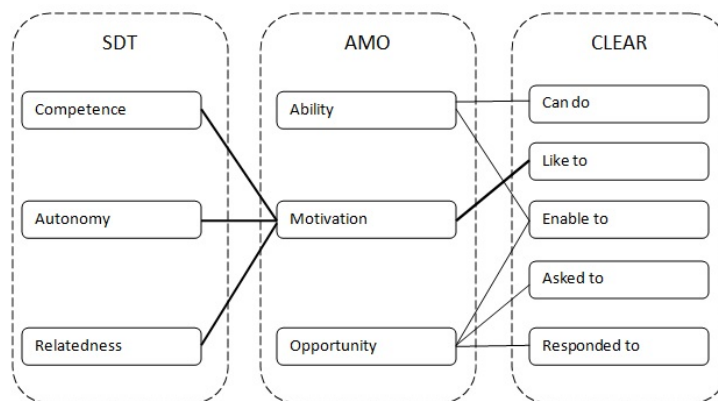 SDT
Competence
Autonomy
Relatedness
AMO
Ability
Motivation
Opportunity
CLEAR
Can do
Like to
Enable to
Asked to
Responded to